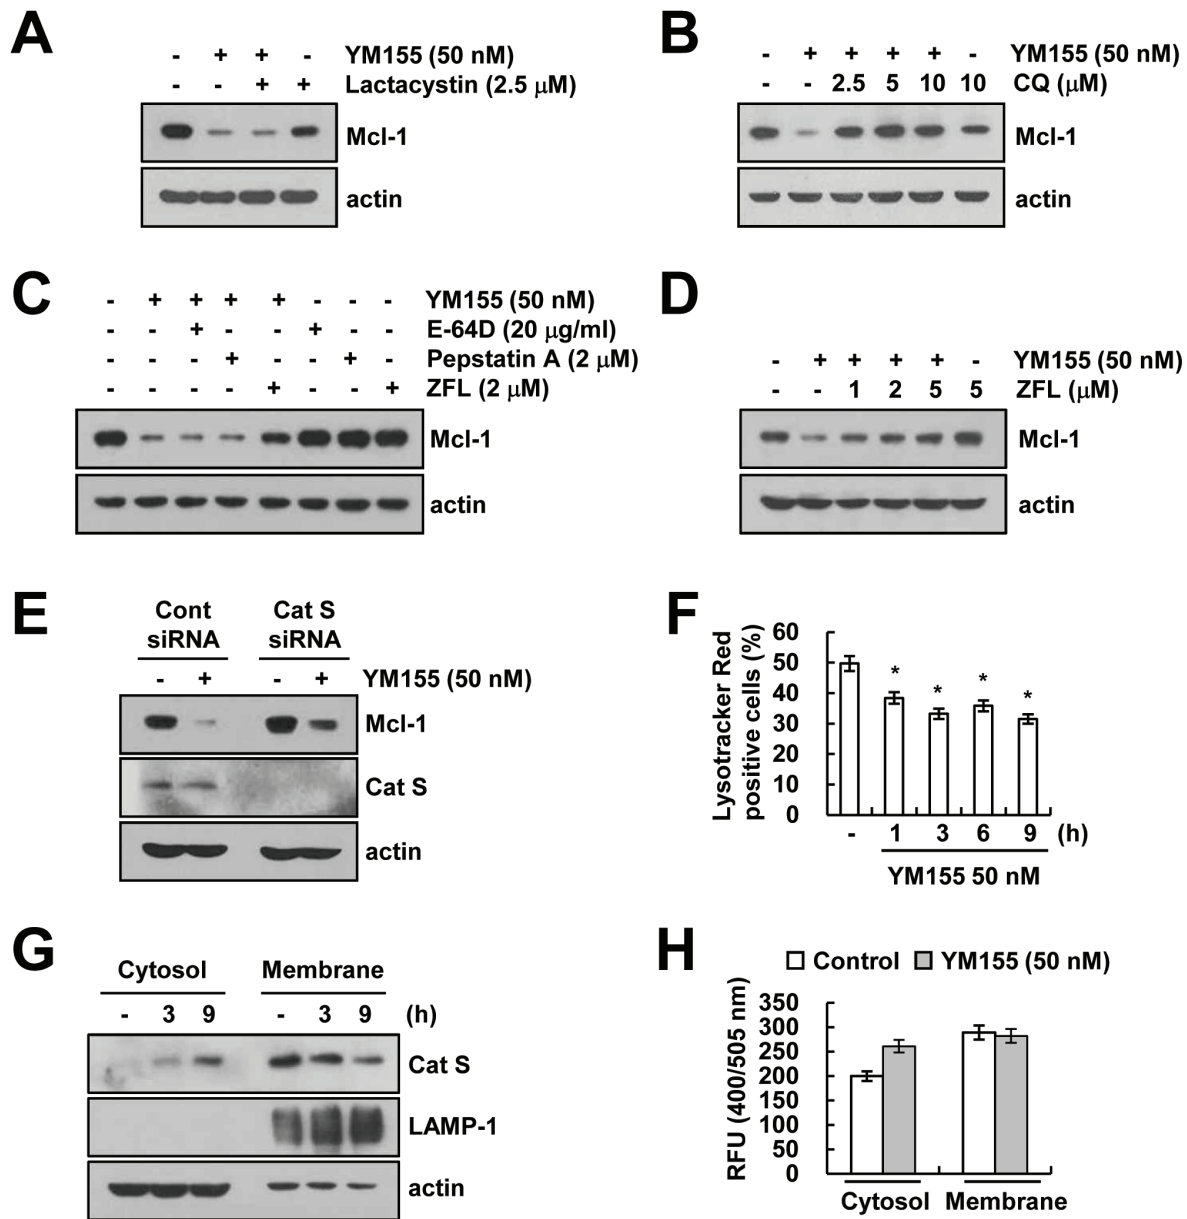 A
- + + - YM155 (50 nM)
- - + + Lactacystin (2.5 μM)
Mcl-1
actin
B
- + + + + - YM155 (50 nM)
- - 2.5 5 10 10 CQ (μM)
Mcl-1
actin
C
- + + + + - - - YM155 (50 nM)
- - + - - + - - E-64D (20 μg/ml)
- - - + - - + - Pepstatin A (2 μM)
- - - - + - - + ZFL (2 μM)
Mcl-1
actin
D
- + + + + - YM155 (50 nM)
- - 1 2 5 5 ZFL (μM)
Mcl-1
actin
E
Cont siRNA
Cat S siRNA
- + - + YM155 (50 nM)
Mcl-1
Cat S
actin
F
Lysotracker Red
positive cells (%)
60
50
40
30
20
10
0
* * * *
- 1 3 6 9 (h)
YM155 50 nM
G
Cytosol Membrane
- 3 9 - 3 9 (h)
Cat S
LAMP-1
actin
H
Control YM155 (50 nM)
RFU (400/505 nm)
350
300
250
200
150
100
50
0
Cytosol Membrane